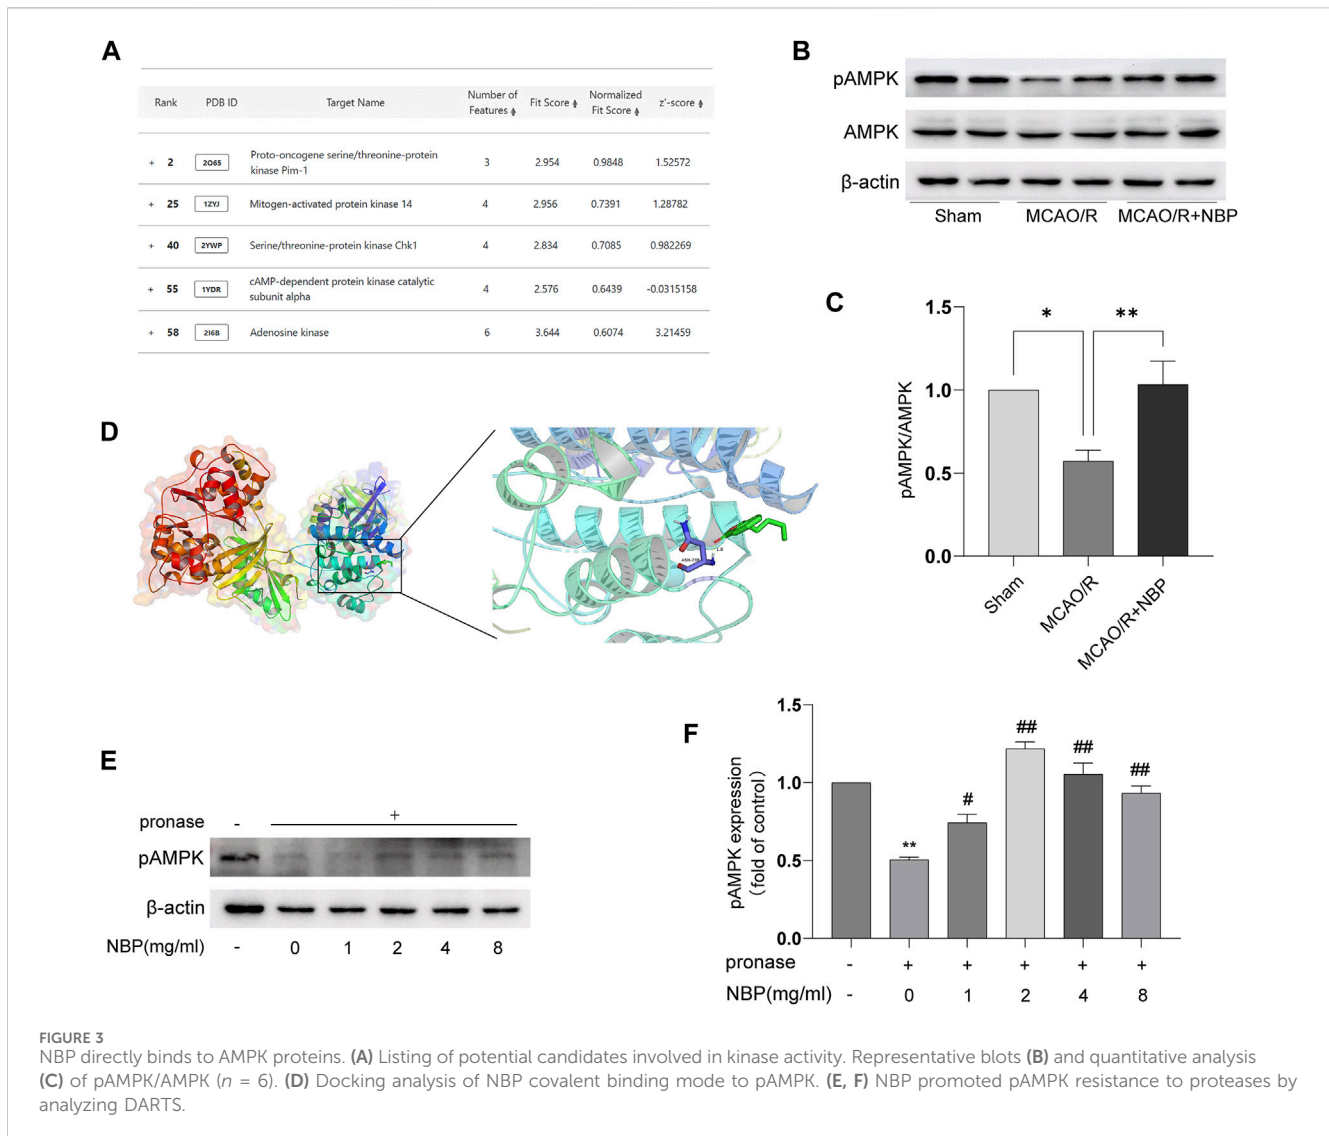 A
Rank PDB ID Target Name Number of Features Fit Score Normalized Fit Score z'-score
+ 2 2O65 Proto-oncogene serine/threonine-protein kinase Pim-1 3 2.954 0.9848 1.52572
+ 25 1ZYJ Mitogen-activated protein kinase 14 4 2.956 0.7391 1.28782
+ 40 2YWP Serine/threonine-protein kinase Chk1 4 2.834 0.7085 0.982269
+ 55 1YDR cAMP-dependent protein kinase catalytic subunit alpha 4 2.576 0.6439 -0.0315158
+ 58 2I6B Adenosine kinase 6 3.644 0.6074 3.21459
B
pAMPK
AMPK
β-actin
Sham MCAO/R MCAO/R+NBP
C
pAMPK/AMPK
1.5
1.0
0.5
0.0
* **
Sham
MCAO/R
MCAO/R+NBP
D
E
pronase - +
pAMPK
β-actin
NBP(mg/ml) - 0 1 2 4 8
F
pAMPK expression
(fold of control)
1.5
1.0
0.5
0.0
** # ## ## ##
pronase - + + + + +
NBP(mg/ml) - 0 1 2 4 8
FIGURE 3
NBP directly binds to AMPK proteins. (A) Listing of potential candidates involved in kinase activity. Representative blots (B) and quantitative analysis
(C) of pAMPK/AMPK (n = 6). (D) Docking analysis of NBP covalent binding mode to pAMPK. (E, F) NBP promoted pAMPK resistance to proteases by
analyzing DARTS.